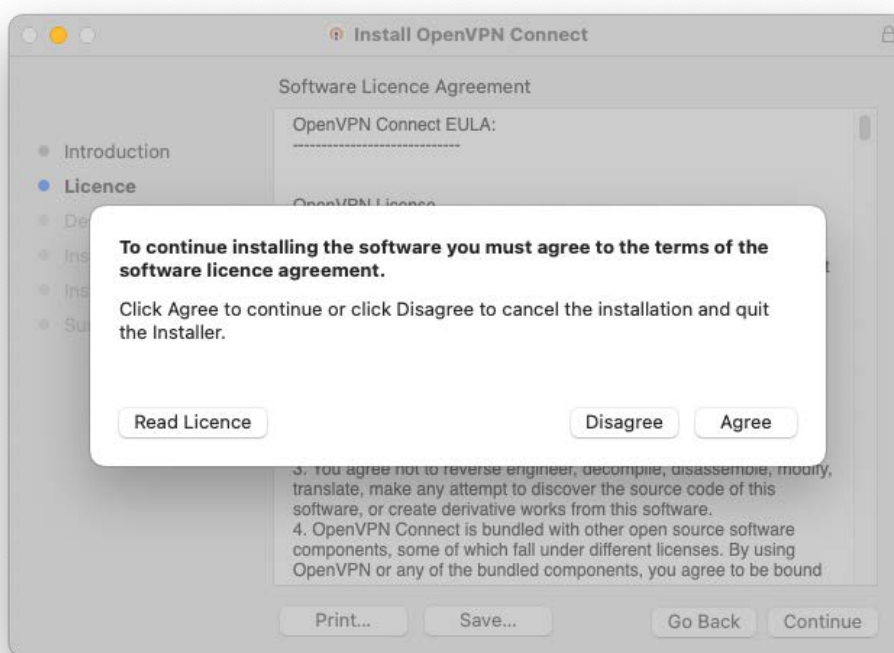 Install OpenVPN Connect
Software Licence Agreement
Introduction
Licence
OpenVPN Connect EULA:
-----------------------------
OpenVPN License
To continue installing the software you must agree to the terms of the
software licence agreement.
Click Agree to continue or click Disagree to cancel the installation and quit
the Installer.
Read Licence
Disagree
Agree
3. You agree not to reverse engineer, decompile, disassemble, modify,
translate, make any attempt to discover the source code of this
software, or create derivative works from this software.
4. OpenVPN Connect is bundled with other open source software
components, some of which fall under different licenses. By using
OpenVPN or any of the bundled components, you agree to be bound
Print...
Save...
Go Back
Continue